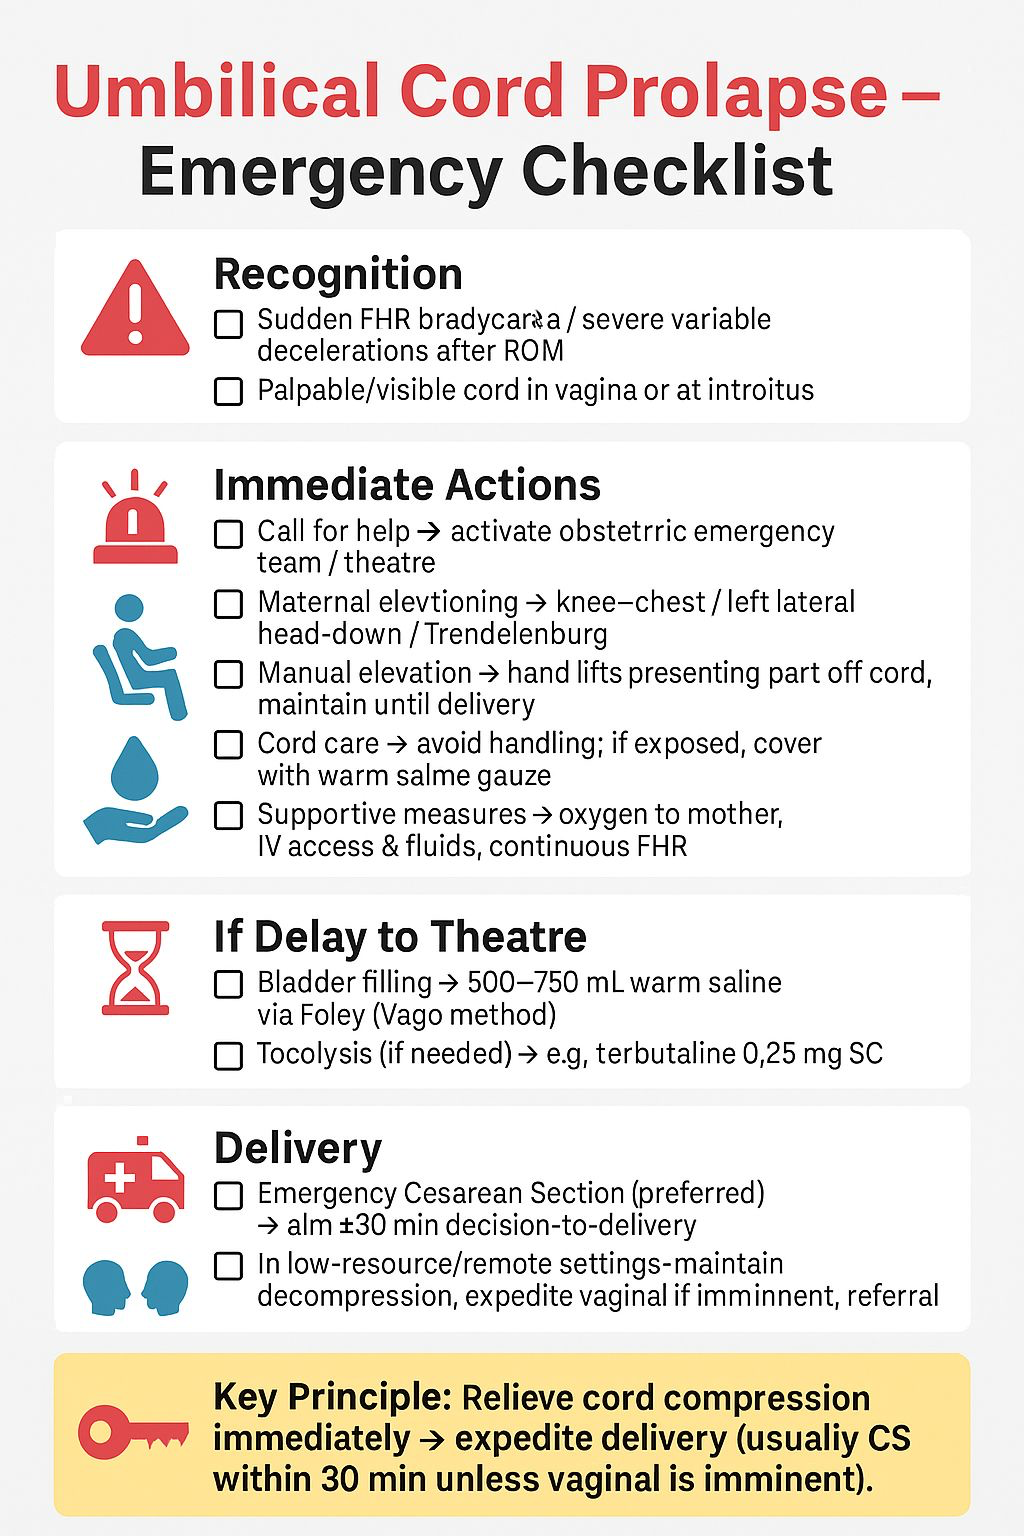 Umbilical Cord Prolapse –
Emergency Checklist
Recognition
Sudden FHR / severe variable
decelerations after ROM
Palpable/visible cord in vagina or at introitus
Immediate Actions
Call for help → activate obstetrric emergency
team / theatre
Maternal elevtioning → knee–chest / left lateral
head-down / Trendelenburg
Manual elevation → hand lifts presenting part off cord,
maintain until delivery
Cord care → avoid handling; if exposed, cover
with warm salme gauze
Supportive measures → oxygen to mother,
IV access & fluids, continuous FHR
If Delay to Theatre
Bladder filling → 500–750 mL warm saline
via Foley (Vago method)
Tocolysis (if needed) → e.g, terbutaline 0,25 mg SC
Delivery
Emergency Cesarean Section (preferred)
→ alm ±30 min decision-to-delivery
In low-resource/remote settings-maintain
decompression, expedite vaginal if imminnent, referral
Key Principle: Relieve cord compression
immediately → expedite delivery (usualiy CS
within 30 min unless vaginal is imminent).